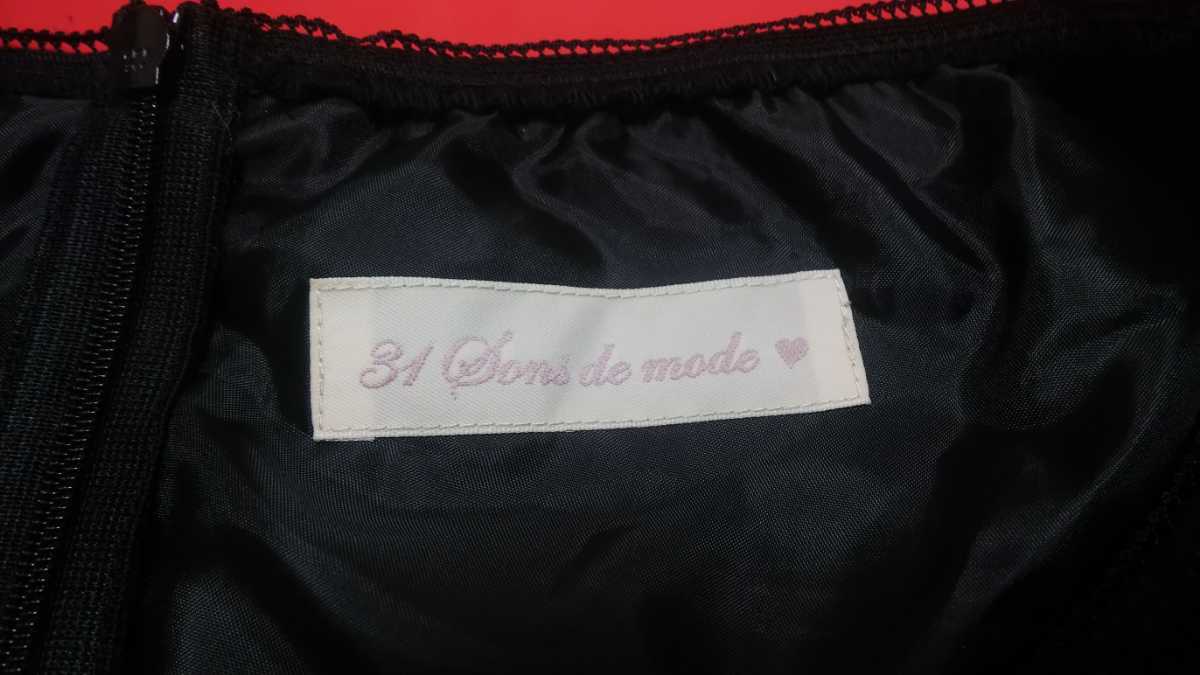 31 Sons de mode ♥